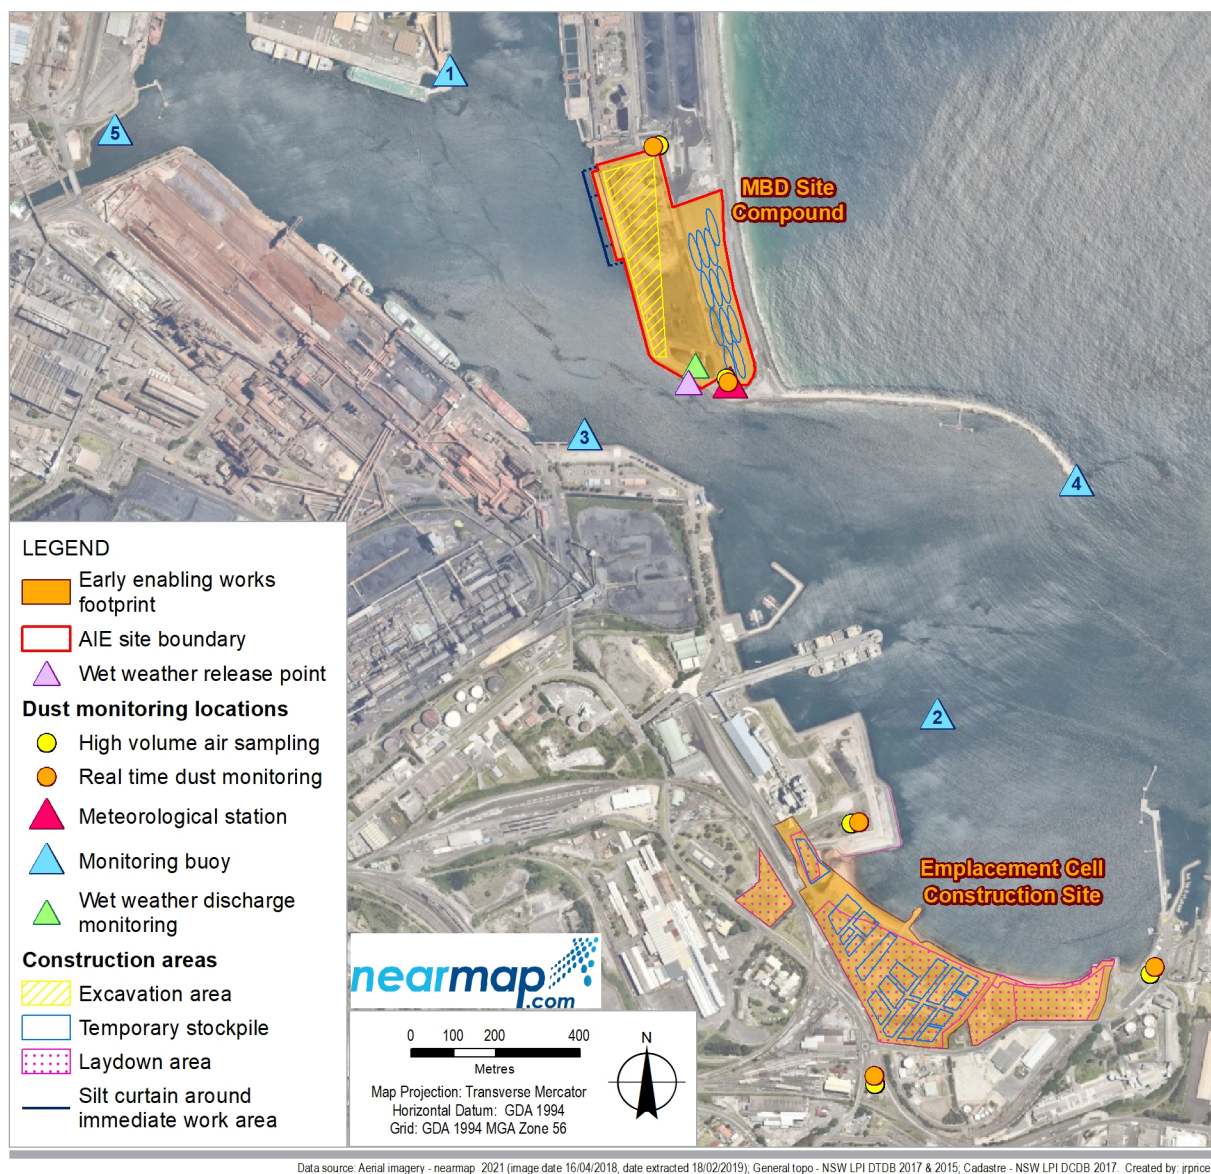 1
5
MBD Site
Compound
3
4
2
Emplacement Cell
Construction Site
LEGEND
Early enabling works
footprint
AIE site boundary
Wet weather release point
Dust monitoring locations
High volume air sampling
Real time dust monitoring
Meteorological station
Monitoring buoy
Wet weather discharge
monitoring
Construction areas
Excavation area
Temporary stockpile
Laydown area
Silt curtain around
immediate work area
nearmap
.com
0 100 200 400
Metres
Map Projection: Transverse Mercator
Horizontal Datum: GDA 1994
Grid: GDA 1994 MGA Zone 56
N
Data source: Aerial imagery - nearmap 2021 (image date 16/04/2018, date extracted 18/02/2019); General topo - NSW LPI DTDB 2017 & 2015; Cadastre - NSW LPI DCDB 2017. Created by: jrprice